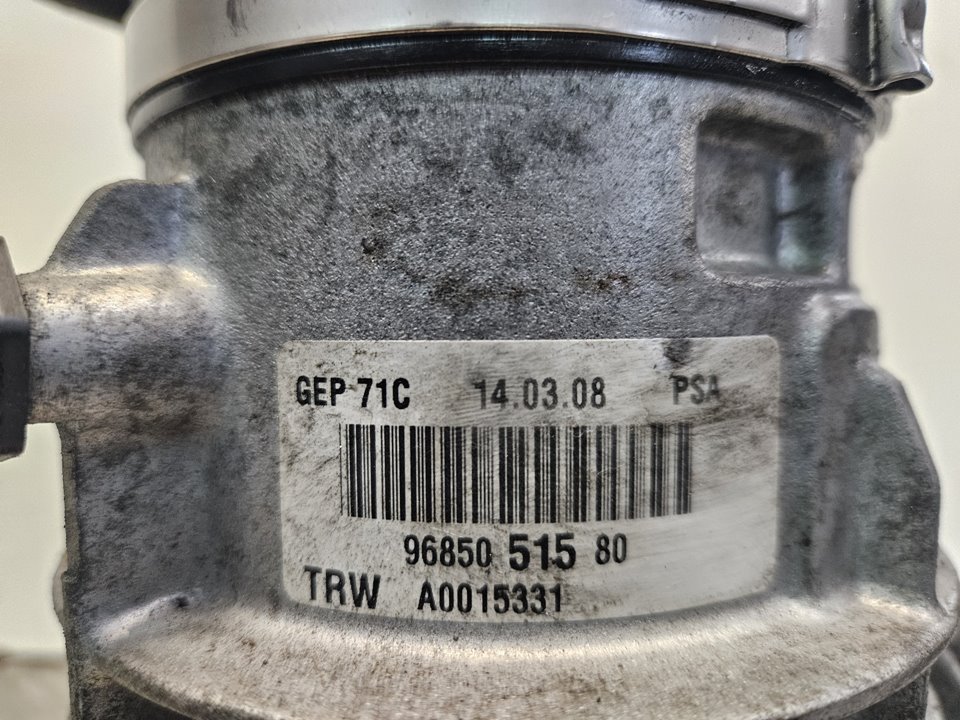 GEP 71C 14.03.08 PSA
96850 515 80
TRW A0015331